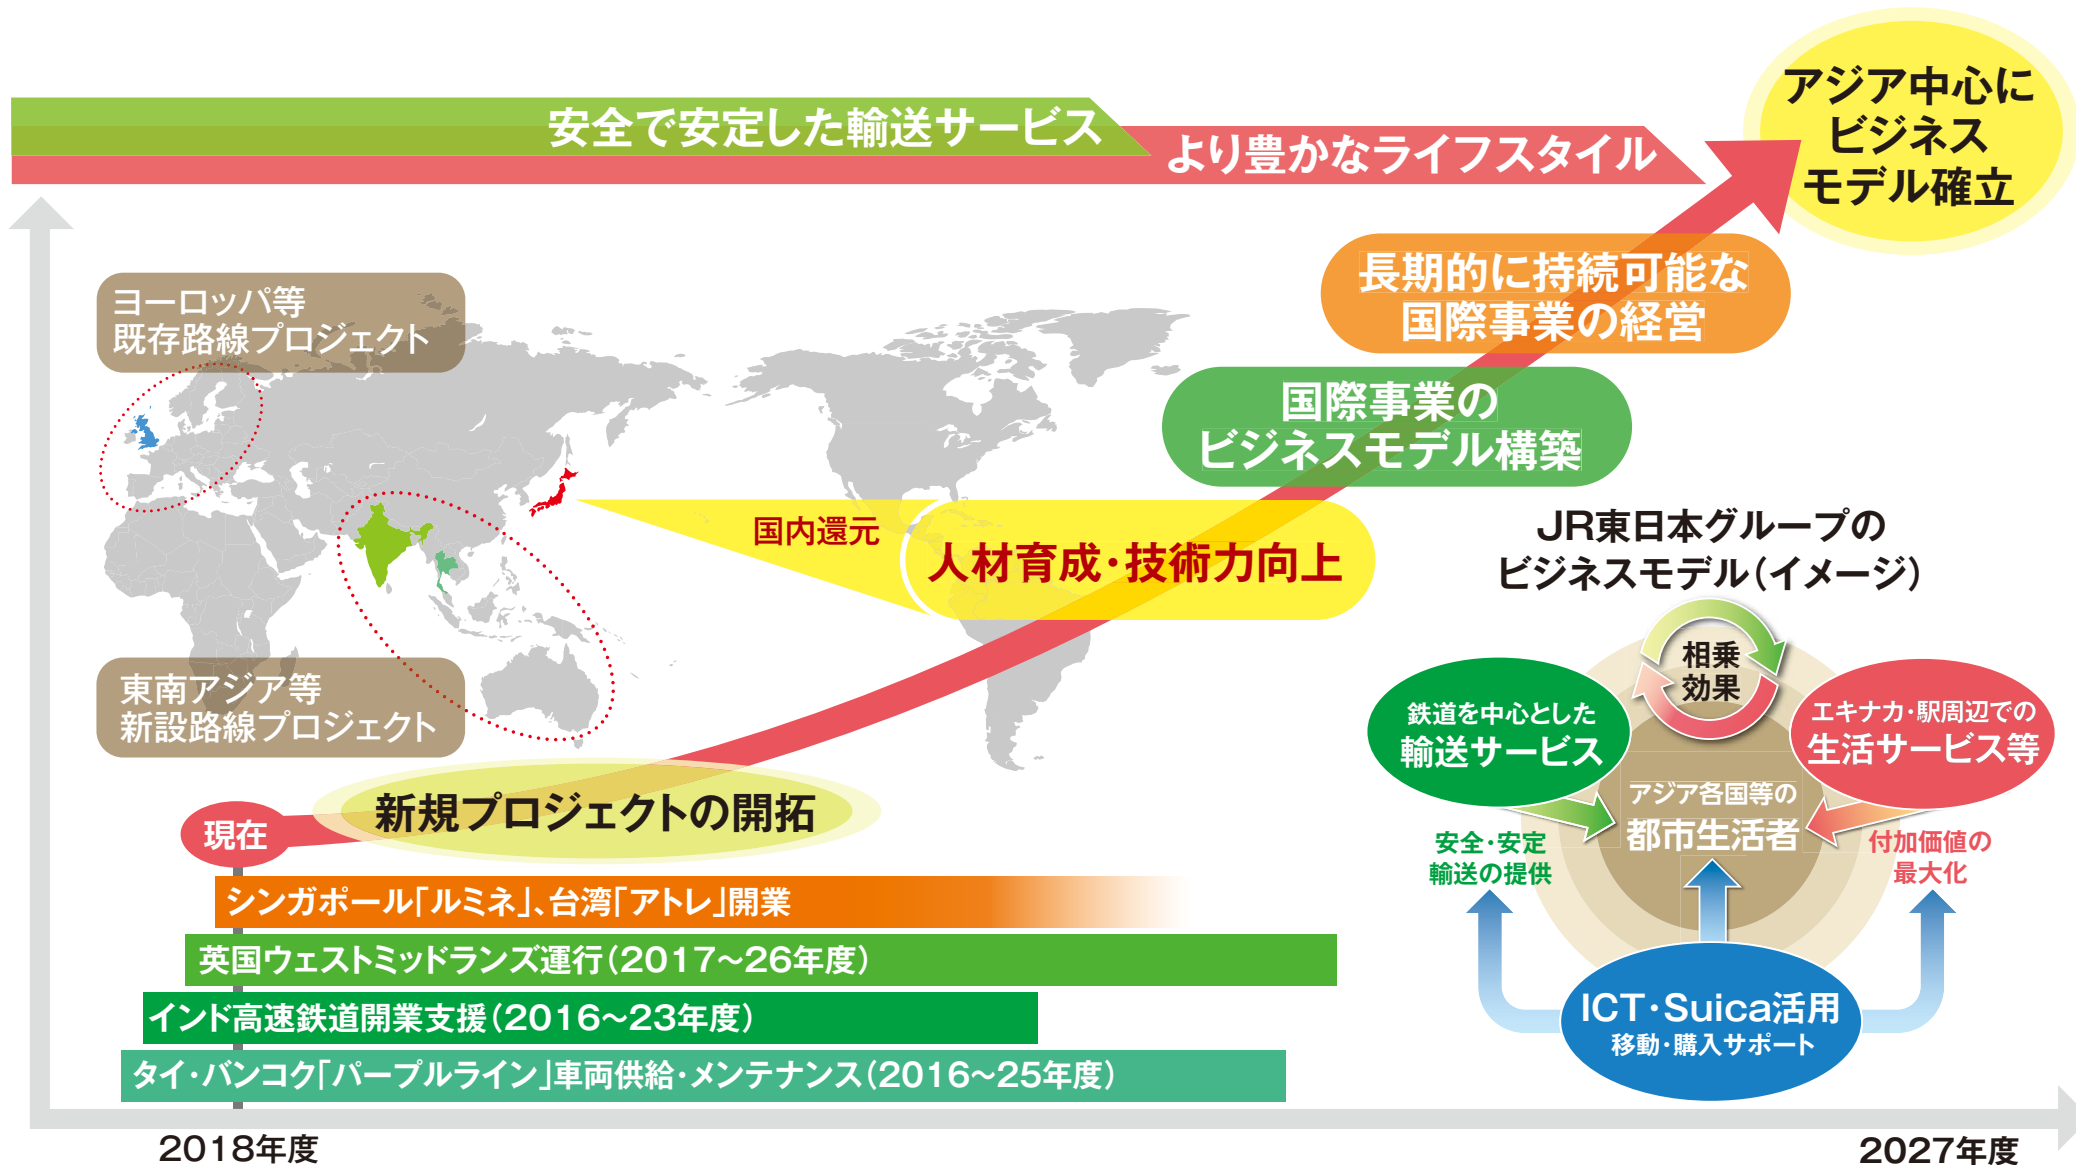 安全で安定した輸送サービス
より豊かなライフスタイル
アジア中心に
ビジネス
モデル確立
長期的に持続可能な
国際事業の経営
国際事業の
ビジネスモデル構築
ヨーロッパ等
既存路線プロジェクト
国内還元
人材育成・技術力向上
東南アジア等
新設路線プロジェクト
現在
新規プロジェクトの開拓
シンガポール「ルミネ」、台湾「アトレ」開業
英国ウェストミッドランズ運行（2017～26年度）
インド高速鉄道開業支援（2016～23年度）
タイ・バンコク「パープルライン」車両供給・メンテナンス（2016～25年度）
2018年度
2027年度
JR東日本グループの
ビジネスモデル（イメージ）
相乗
効果
鉄道を中心とした
輸送サービス
エキナカ・駅周辺での
生活サービス等
アジア各国等の
都市生活者
安全・安定
輸送の提供
付加価値の
最大化
ICT・Suica活用
移動・購入サポート